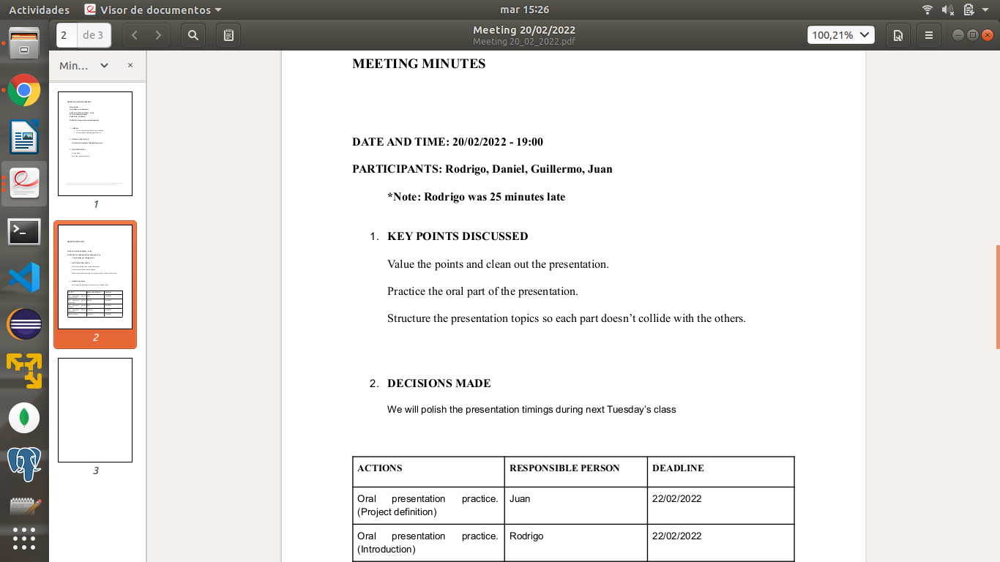 Actividades Visor de documentos mar 15:26
2 de 3 Meeting 20/02/2022 100,21%
Meeting 20_02_2022.pdf
Min...
1
2
3
MEETING MINUTES
DATE AND TIME: 20/02/2022 - 19:00
PARTICIPANTS: Rodrigo, Daniel, Guillermo, Juan
*Note: Rodrigo was 25 minutes late
1. KEY POINTS DISCUSSED
Value the points and clean out the presentation.
Practice the oral part of the presentation.
Structure the presentation topics so each part doesn’t collide with the others.
2. DECISIONS MADE
We will polish the presentation timings during next Tuesday’s class
ACTIONS RESPONSIBLE PERSON DEADLINE
Oral presentation practice. Juan 22/02/2022
(Project definition)
Oral presentation practice. Rodrigo 22/02/2022
(Introduction)